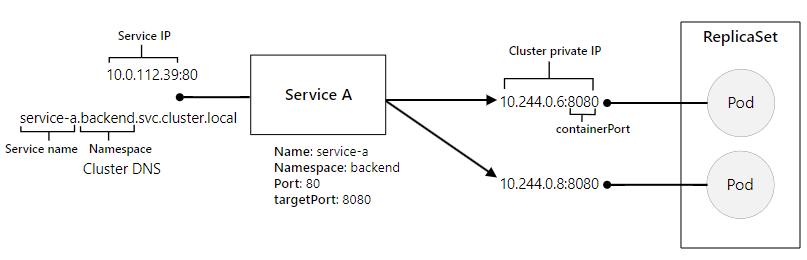 Service IP
10.0.112.39:80
service-a.backend.svc.cluster.local
Service name
Namespace
Cluster DNS
Service A
Name: service-a
Namespace: backend
Port: 80
targetPort: 8080
Cluster private IP
10.244.0.6:8080
containerPort
10.244.0.8:8080
ReplicaSet
Pod
Pod